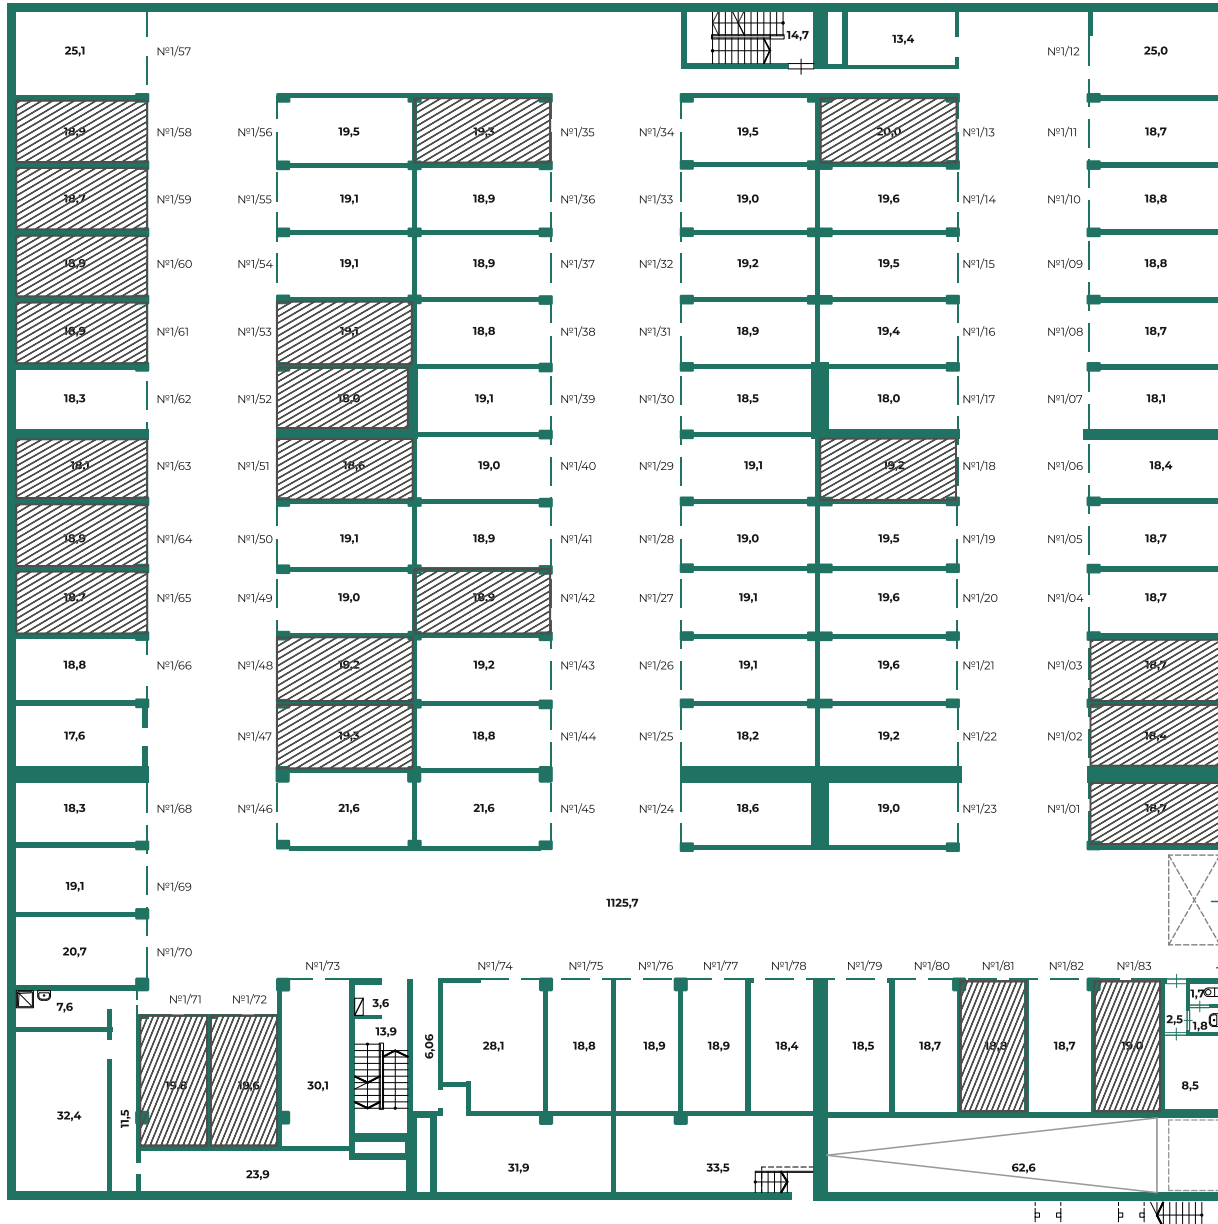 25,1 №1/57 14,7 13,4 №1/12 25,0
18,9 №1/58 №1/56 19,5 19,3 №1/35 №1/34 19,5 20,0 №1/13 №1/11 18,7
18,7 №1/59 №1/55 19,1 18,9 №1/36 №1/33 19,0 19,6 №1/14 №1/10 18,8
18,9 №1/60 №1/54 19,1 18,9 №1/37 №1/32 19,2 19,5 №1/15 №1/09 18,8
18,9 №1/61 №1/53 19,1 18,8 №1/38 №1/31 18,9 19,4 №1/16 №1/08 18,7
18,3 №1/62 №1/52 18,0 19,1 №1/39 №1/30 18,5 18,0 №1/17 №1/07 18,1
18,1 №1/63 №1/51 18,6 19,0 №1/40 №1/29 19,1 19,2 №1/18 №1/06 18,4
18,9 №1/64 №1/50 19,1 18,9 №1/41 №1/28 19,0 19,5 №1/19 №1/05 18,7
18,7 №1/65 №1/49 19,0 18,9 №1/42 №1/27 19,1 19,6 №1/20 №1/04 18,7
18,8 №1/66 №1/48 19,2 19,2 №1/43 №1/26 19,1 19,6 №1/21 №1/03 18,7
17,6 №1/47 19,3 18,8 №1/44 №1/25 18,2 19,2 №1/22 №1/02 18,4
18,3 №1/68 №1/46 21,6 21,6 №1/45 №1/24 18,6 19,0 №1/23 №1/01 18,7
19,1 №1/69
1125,7
20,7 №1/70
№1/73 №1/74 №1/75 №1/76 №1/77 №1/78 №1/79 №1/80 №1/81 №1/82 №1/83
7,6 №1/71 №1/72 3,6 1,7
13,9 2,5 1,8
6,06 28,1 18,8 18,9 18,9 18,4 18,5 18,7 18,8 18,7 19,0
19,6 30,1 8,5
32,4 11,5
23,9 31,9 33,5 62,6